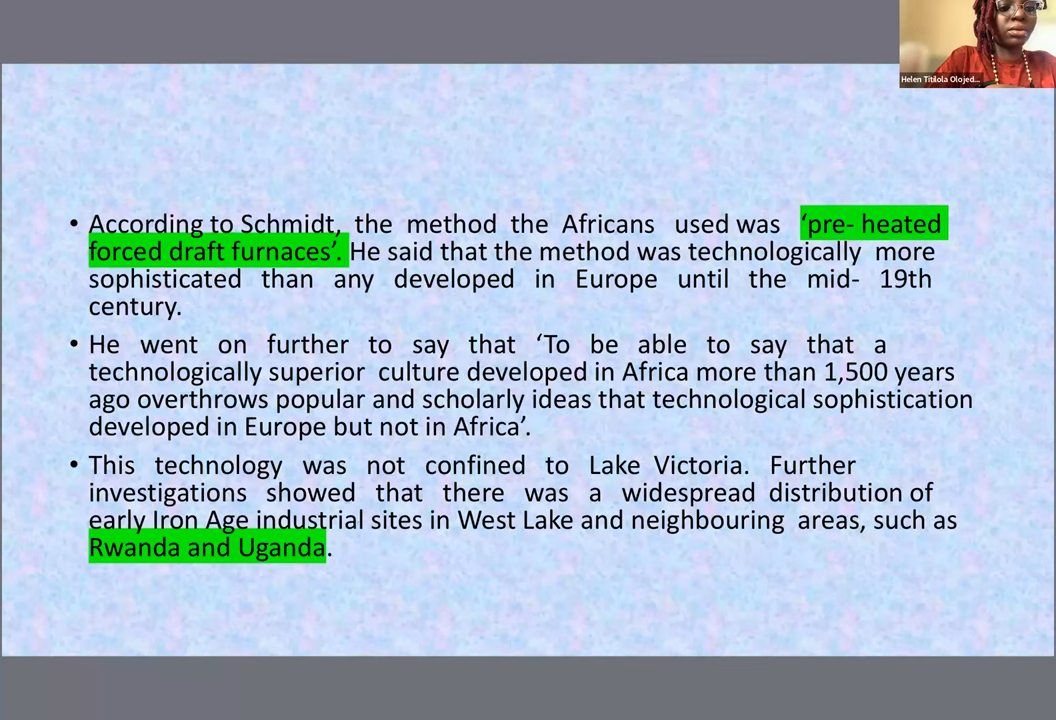 Helen Titilola Olojed...
• According to Schmidt, the method the Africans used was ‘pre- heated
forced draft furnaces’. He said that the method was technologically more
sophisticated than any developed in Europe until the mid- 19th
century.
• He went on further to say that ‘To be able to say that a
technologically superior culture developed in Africa more than 1,500 years
ago overthrows popular and scholarly ideas that technological sophistication
developed in Europe but not in Africa’.
• This technology was not confined to Lake Victoria. Further
investigations showed that there was a widespread distribution of
early Iron Age industrial sites in West Lake and neighbouring areas, such as
Rwanda and Uganda.